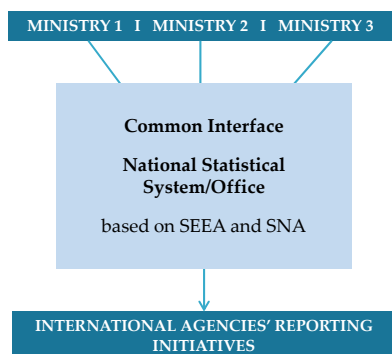 MINISTRY 1 I MINISTRY 2 I MINISTRY 3
Common Interface
National Statistical
System/Office
based on SEEA and SNA
INTERNATIONAL AGENCIES' REPORTING
INITIATIVES